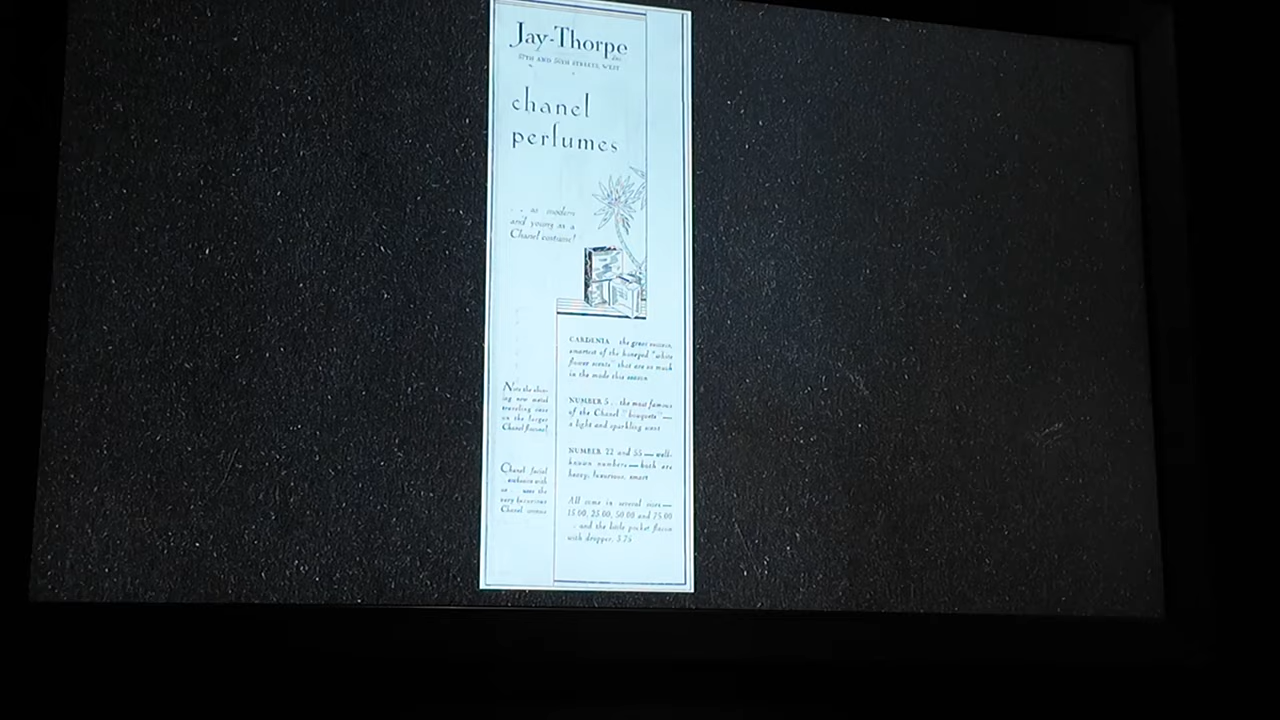 Jay-Thorpe
Inc.
57TH AND 56TH STREETS, WEST
chanel
perfumes
. . as modern
and young as a
Chanel costume!
GARDENIA . the great success,
smartest of the honeyed "white
flower scents" that are so much
in the mode this season
NUMBER 5 . . the most famous
of the Chanel "bouquets"—
a light and sparkling scent
NUMBER 22 and 55 — well-
known numbers — both are
heavy, luxurious, smart
All come in several sizes —
15.00, 25.00, 50.00 and 75.00
. . and the little pocket flacon
with dropper, 3.75
Note the
ing new metal
traveling case
on the larger
Chanel flacons!
Chanel facial
exclusive with
us . . uses the
very luxurious
Chanel